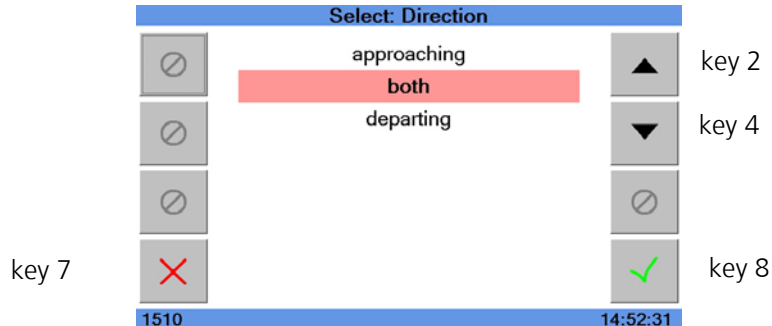 Select: Direction
approaching
key 2
both
departing
key 4
key 7
key 8
1510
14:52:31